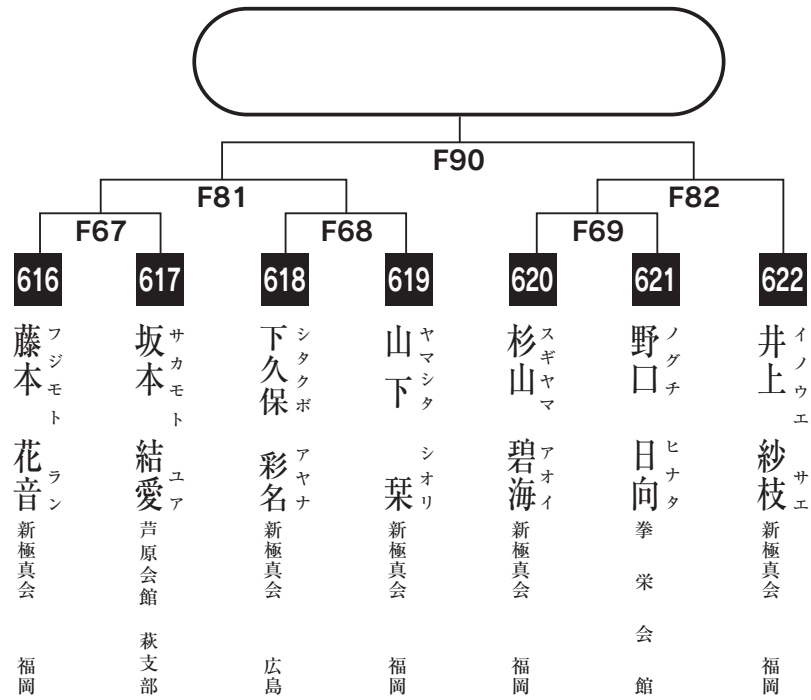 F90
F81
F82
F67
F68
F69
616
617
618
619
620
621
622
藤本 花音
フジモト ラン
新極真会 福岡
坂本 結愛
サカモト ユア
芦原会館 萩支部
下久保 彩名
シタクボ アヤナ
新極真会 広島
山下 栞
ヤマシタ シオリ
新極真会 福岡
杉山 碧海
スギヤマ アオイ
新極真会 福岡
野口 日向
ノグチ ヒナタ
拳栄会館
井上 紗枝
イノウエ サエ
新極真会 福岡